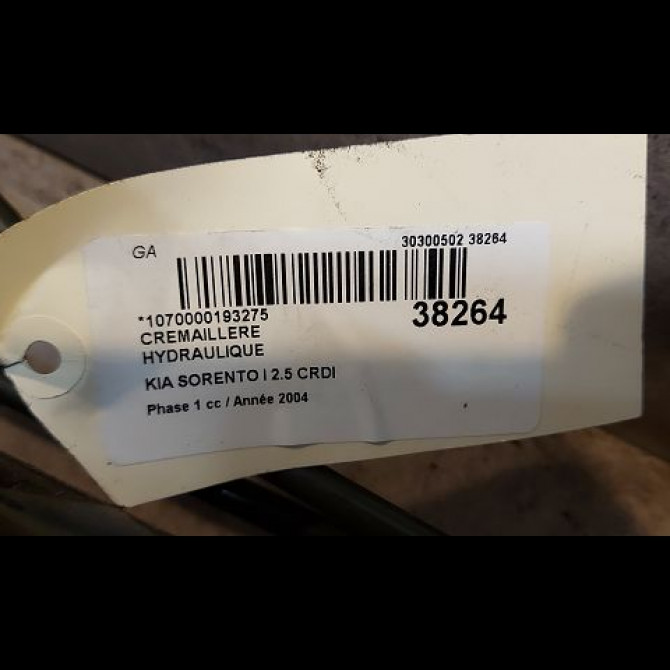 GA
30300502 38264
*1070000193275
38264
CREMAILLERE
HYDRAULIQUE
KIA SORENTO I 2.5 CRDI
Phase 1 cc / Année 2004